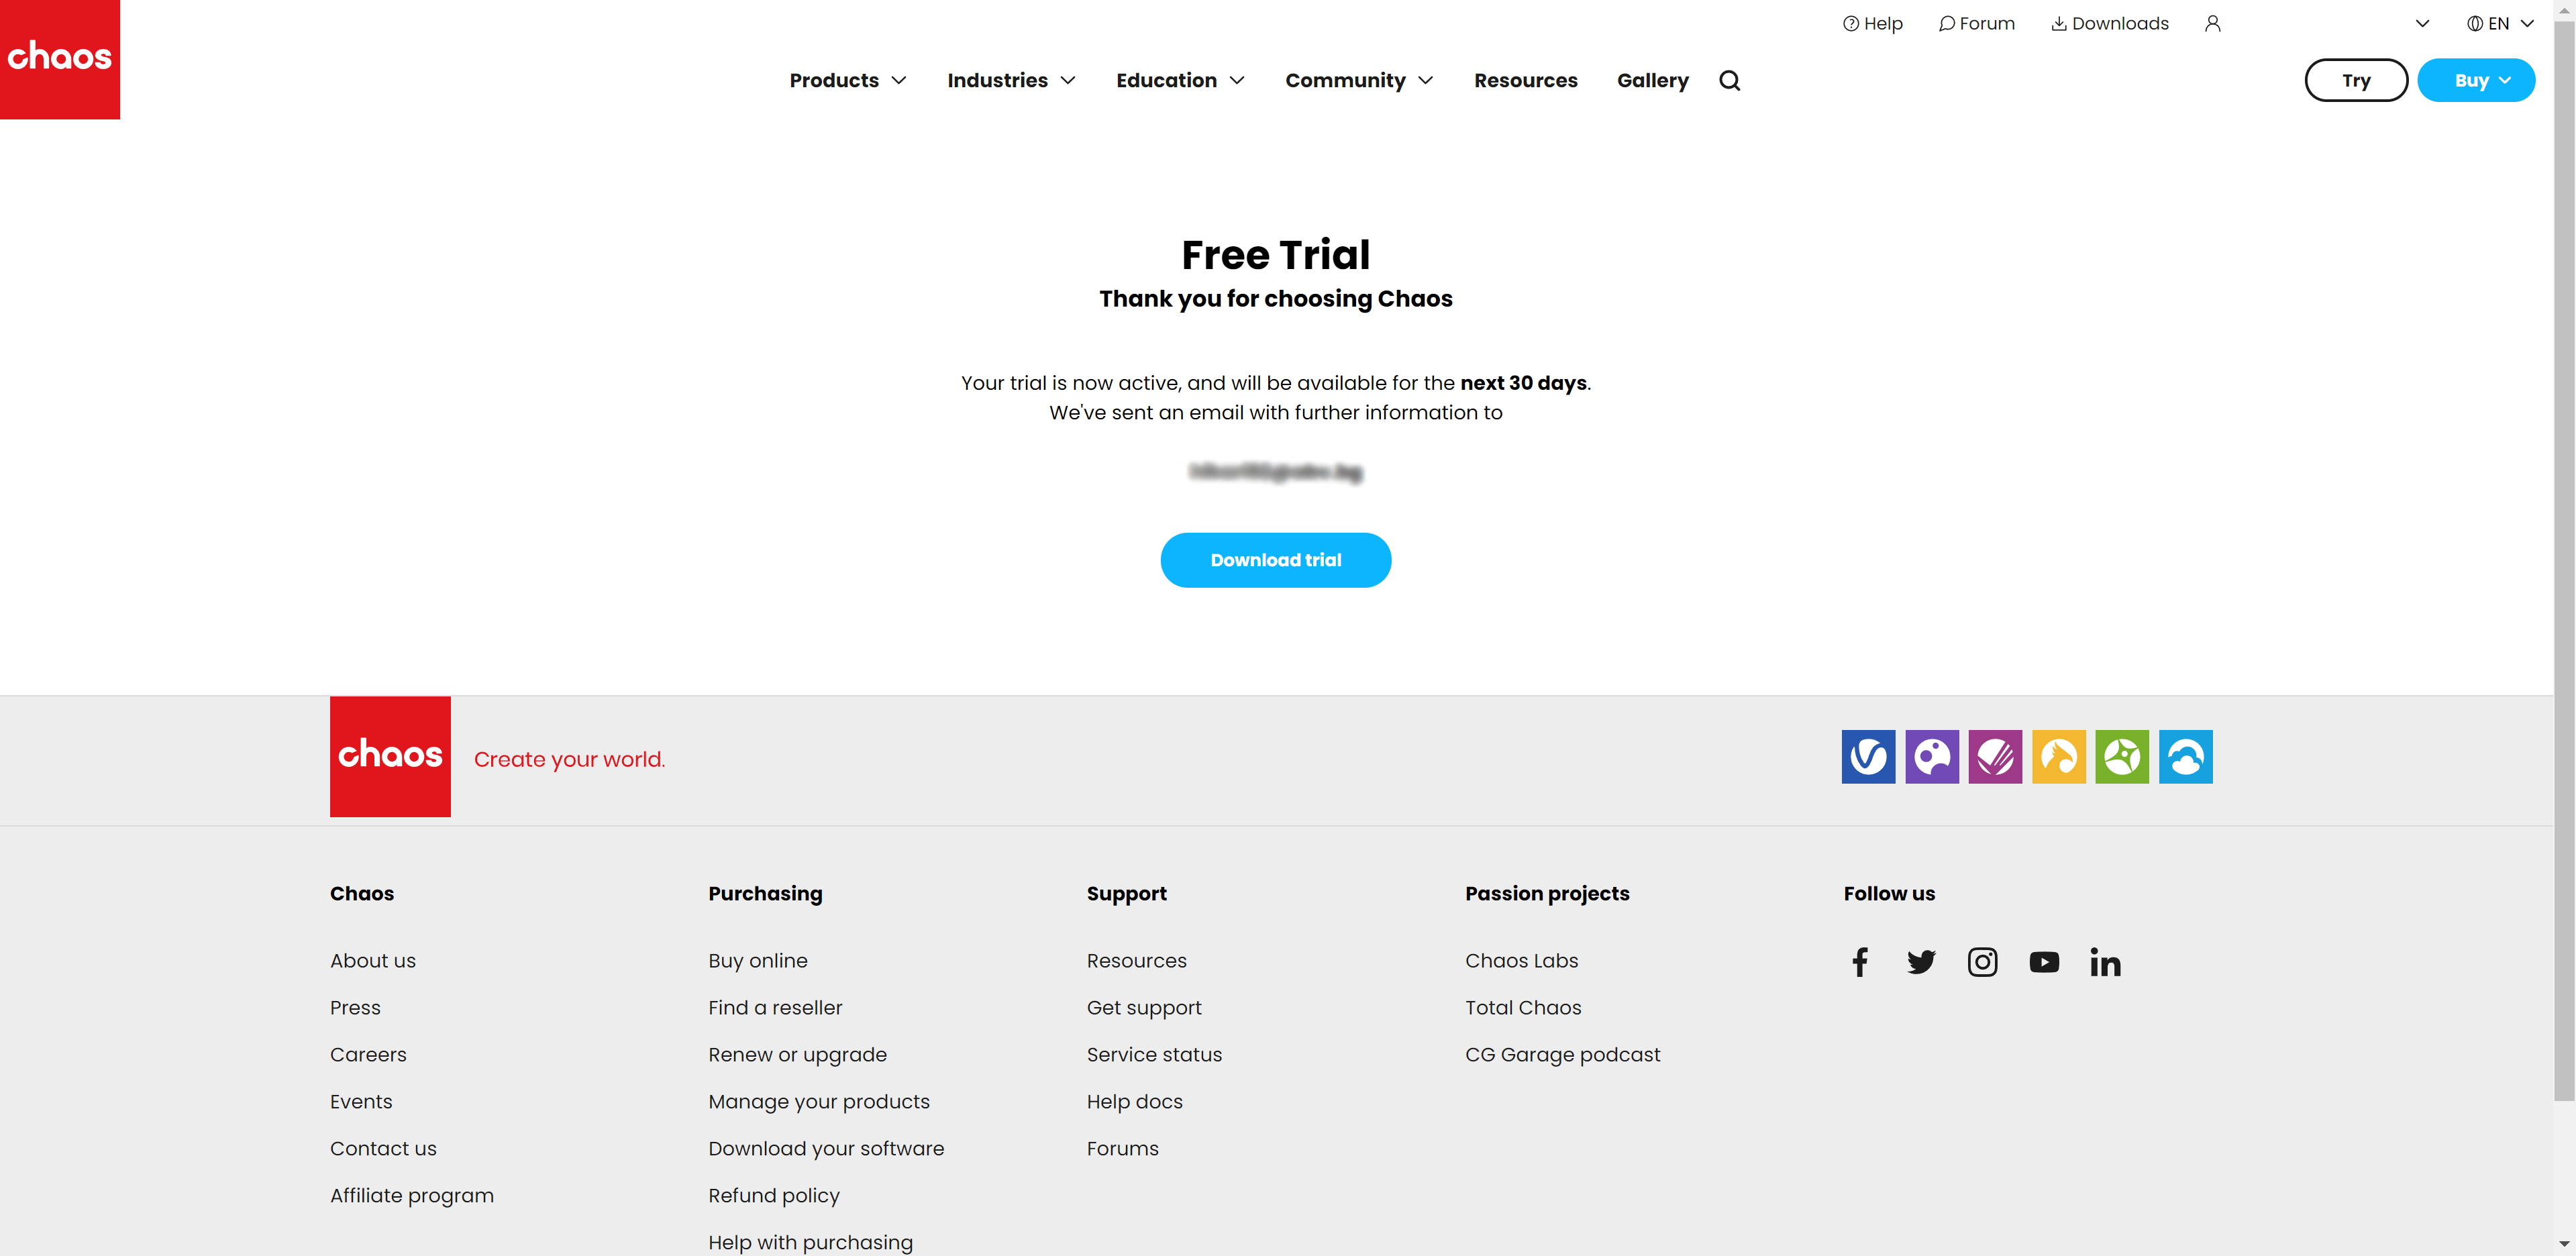 chaos
Help
Forum
Downloads
EN
Products
Industries
Education
Community
Resources
Gallery
Try
Buy
Free Trial
Thank you for choosing Chaos
Your trial is now active, and will be available for the next 30 days.
We've sent an email with further information to
Download trial
chaos
Create your world.
Chaos
About us
Press
Careers
Events
Contact us
Affiliate program
Purchasing
Buy online
Find a reseller
Renew or upgrade
Manage your products
Download your software
Refund policy
Help with purchasing
Support
Resources
Get support
Service status
Help docs
Forums
Passion projects
Chaos Labs
Total Chaos
CG Garage podcast
Follow us